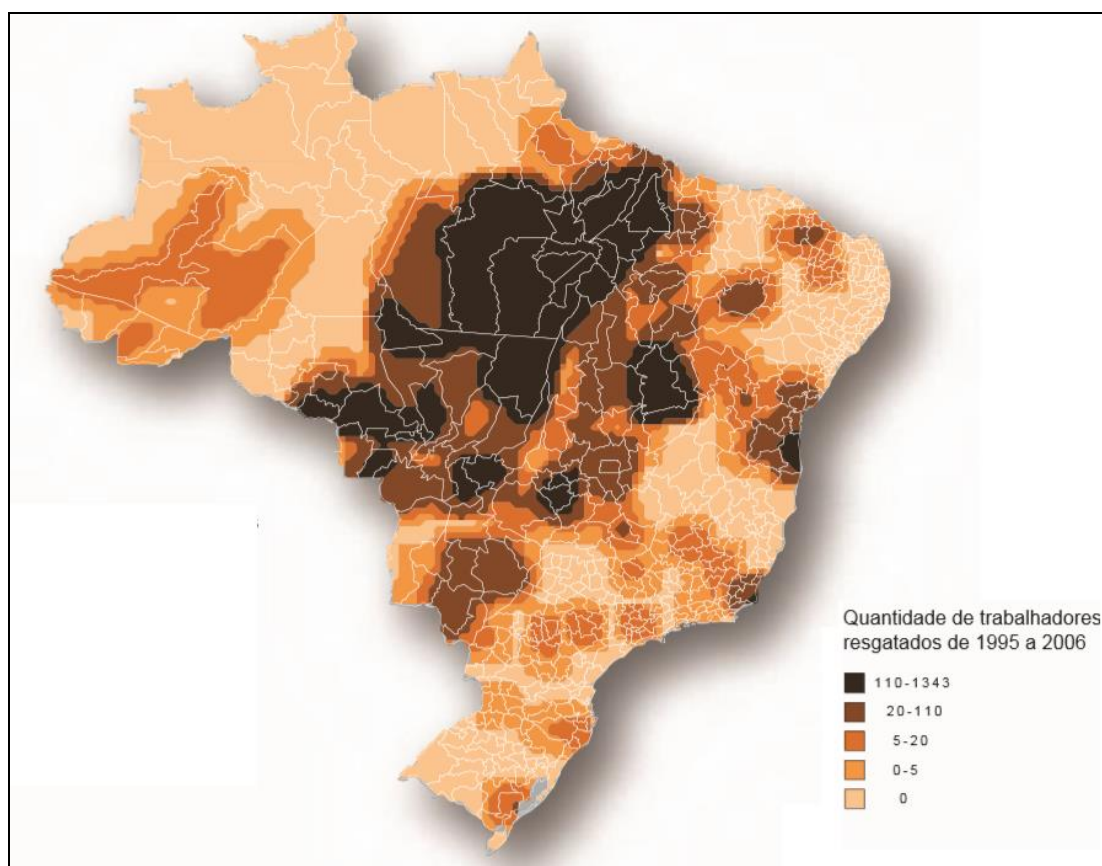 Quantidade de trabalhadores
resgatados de 1995 a 2006
110-1343
20-110
5-20
0-5
0